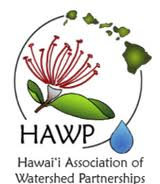 HAWP
Hawai'i Association of
Watershed Partnerships